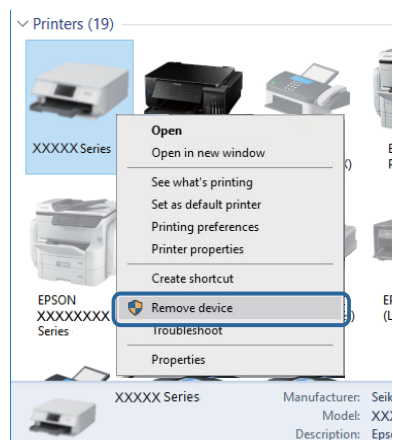 Printers (19)
XXXXX Series
Open
Open in new window
See what's printing
Set as default printer
Printing preferences
Printer properties
Create shortcut
Remove device
Troubleshoot
Properties
EPSON
XXXXXXXX
Series
XXXXX Series
Manufacturer:
Model:
Description: